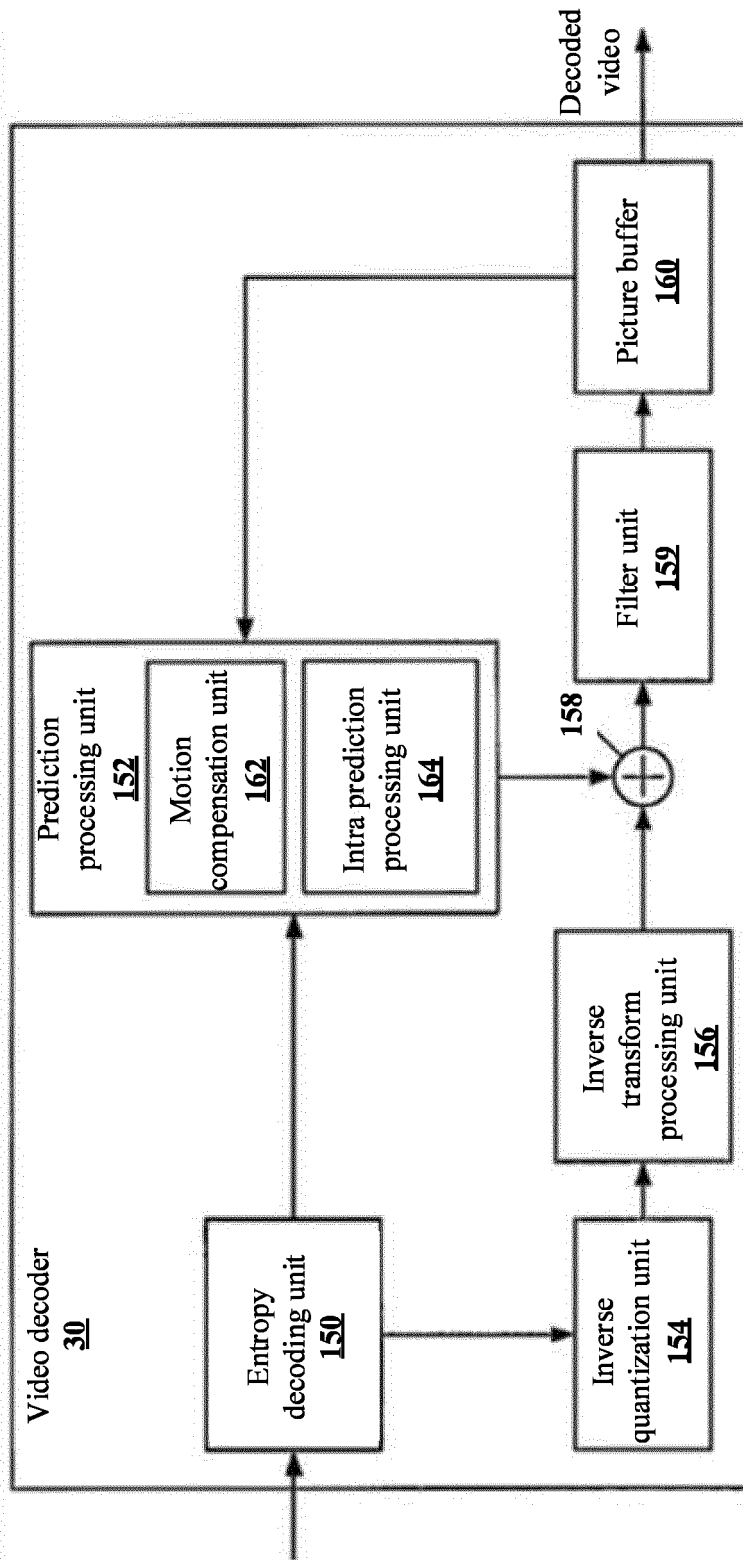 Video decoder
30
Entropy
decoding unit
150
Prediction
processing unit
152
Motion
compensation unit
162
Intra prediction
processing unit
164
Inverse
quantization unit
154
Inverse
transform
processing unit
156
158
Filter unit
159
Picture buffer
160
Decoded
video